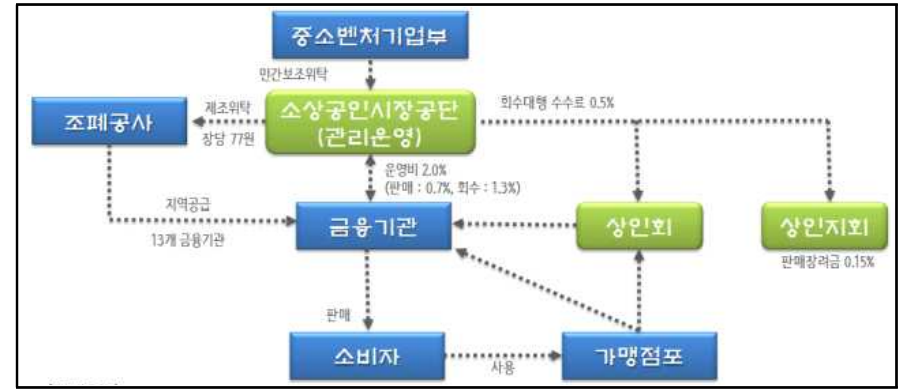 중소벤처기업부
민간보조위탁
조폐공사
제조위탁
장당 77원
소상공인시장공단
(관리운영)
회수대행 수수료 0.5%
운영비 2.0%
(판매 : 0.7%, 회수 : 1.3%)
지역공급
13개 금융기관
금융기관
상인회
상인지회
판매장려금 0.15%
판매
소비자
사용
가맹점포